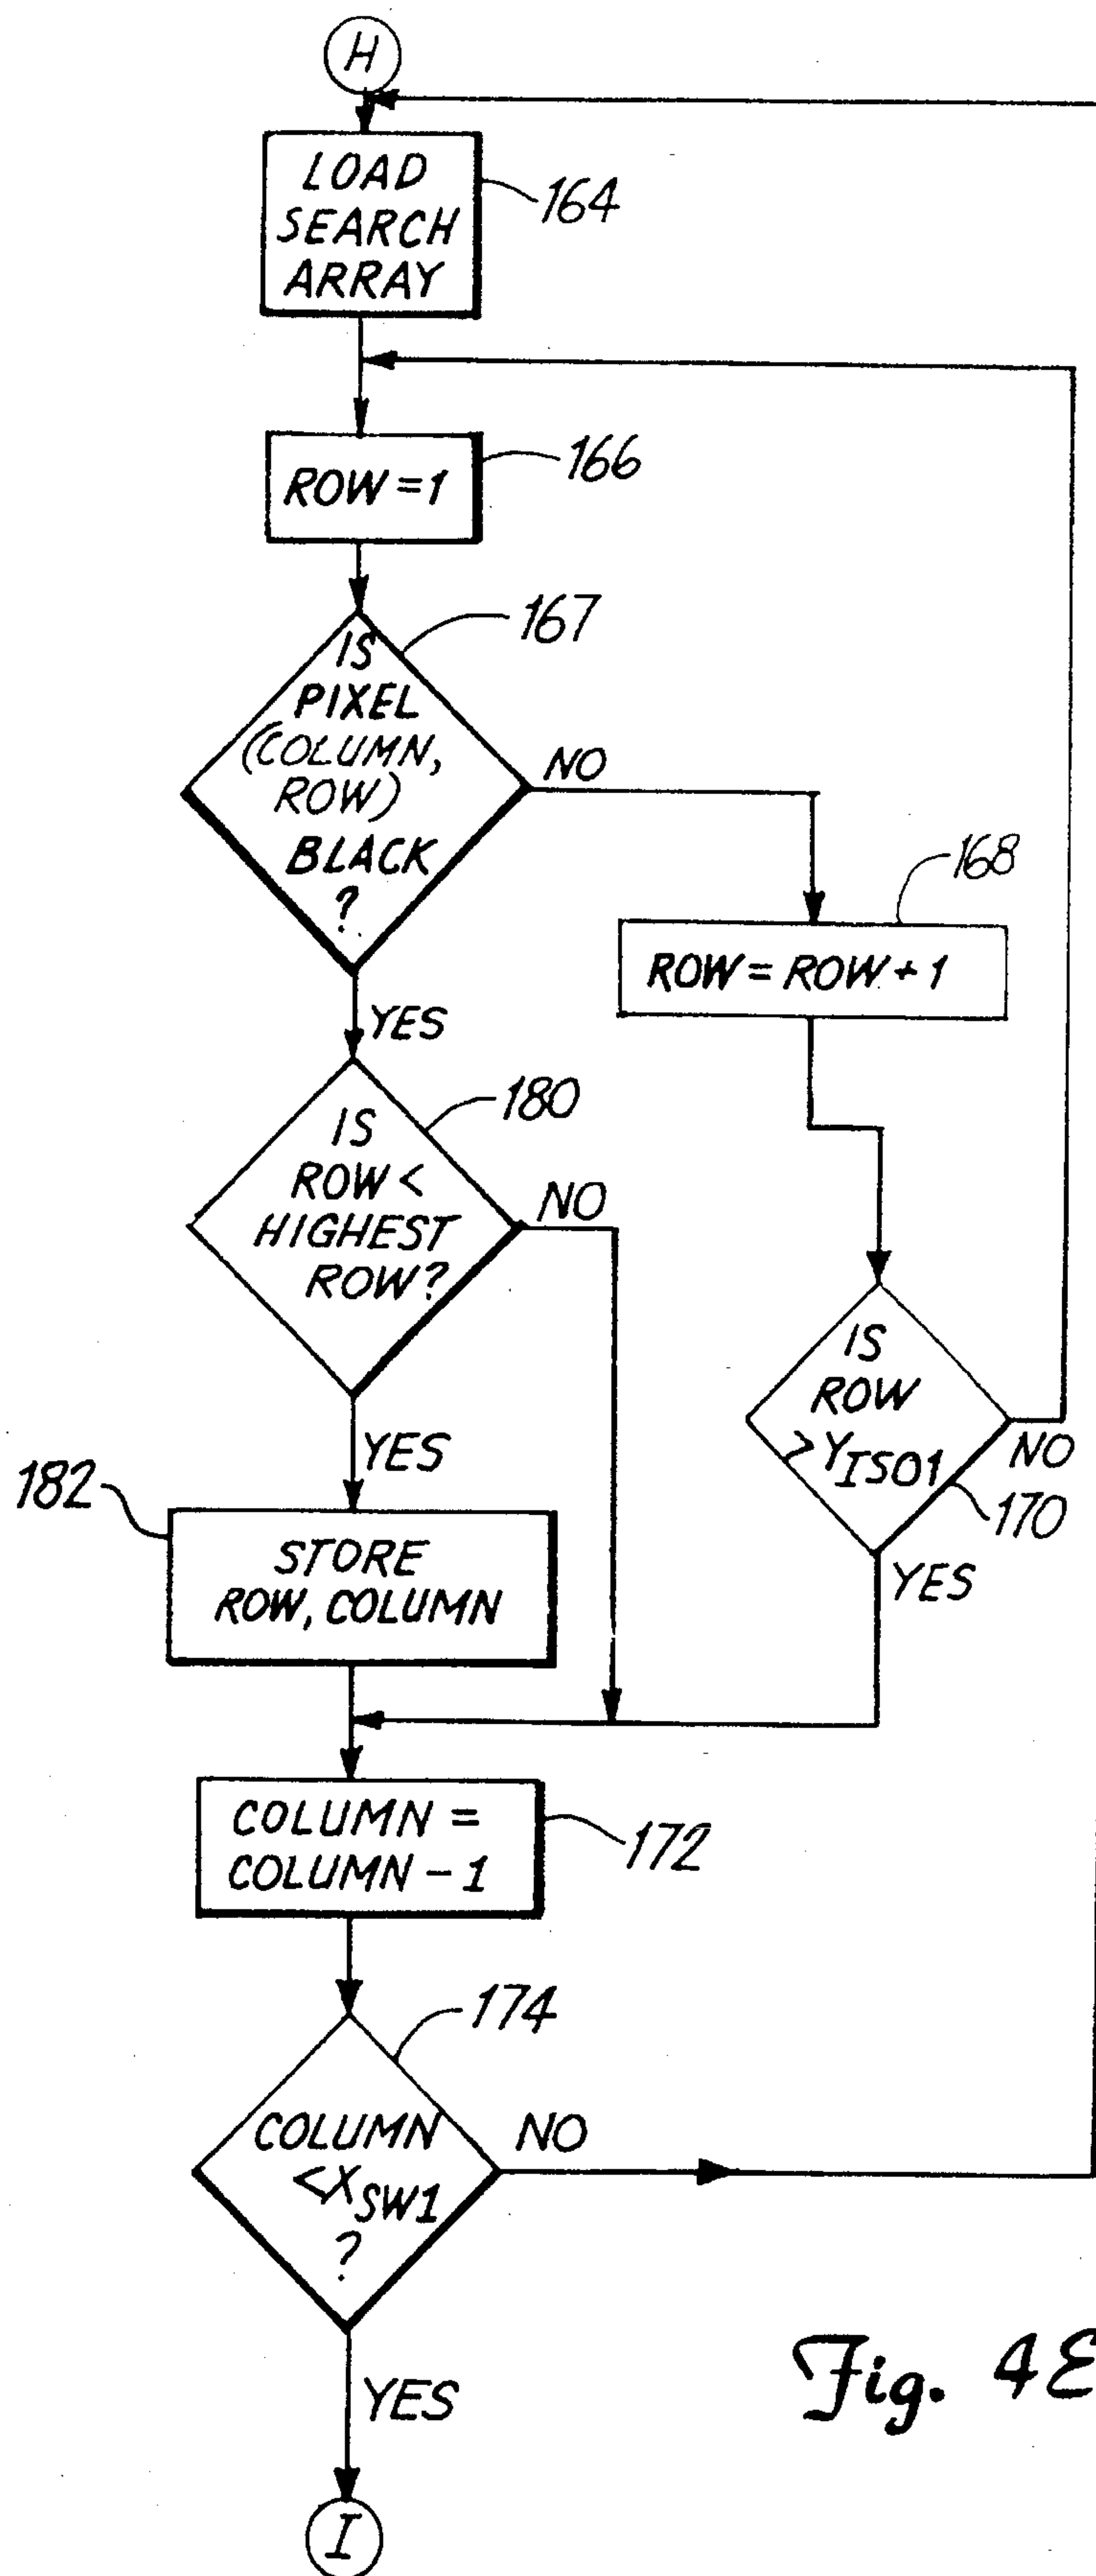 H
LOAD
SEARCH
ARRAY
164
ROW = 1
166
IS
PIXEL
(COLUMN,
ROW)
BLACK
?
167
NO
YES
168
ROW = ROW + 1
IS
ROW <
HIGHEST
ROW?
180
NO
YES
IS
ROW
> YISO1
NO
170
YES
182
STORE
ROW, COLUMN
COLUMN =
COLUMN - 1
172
174
COLUMN
< XSW1
?
NO
YES
I
Fig. 4E